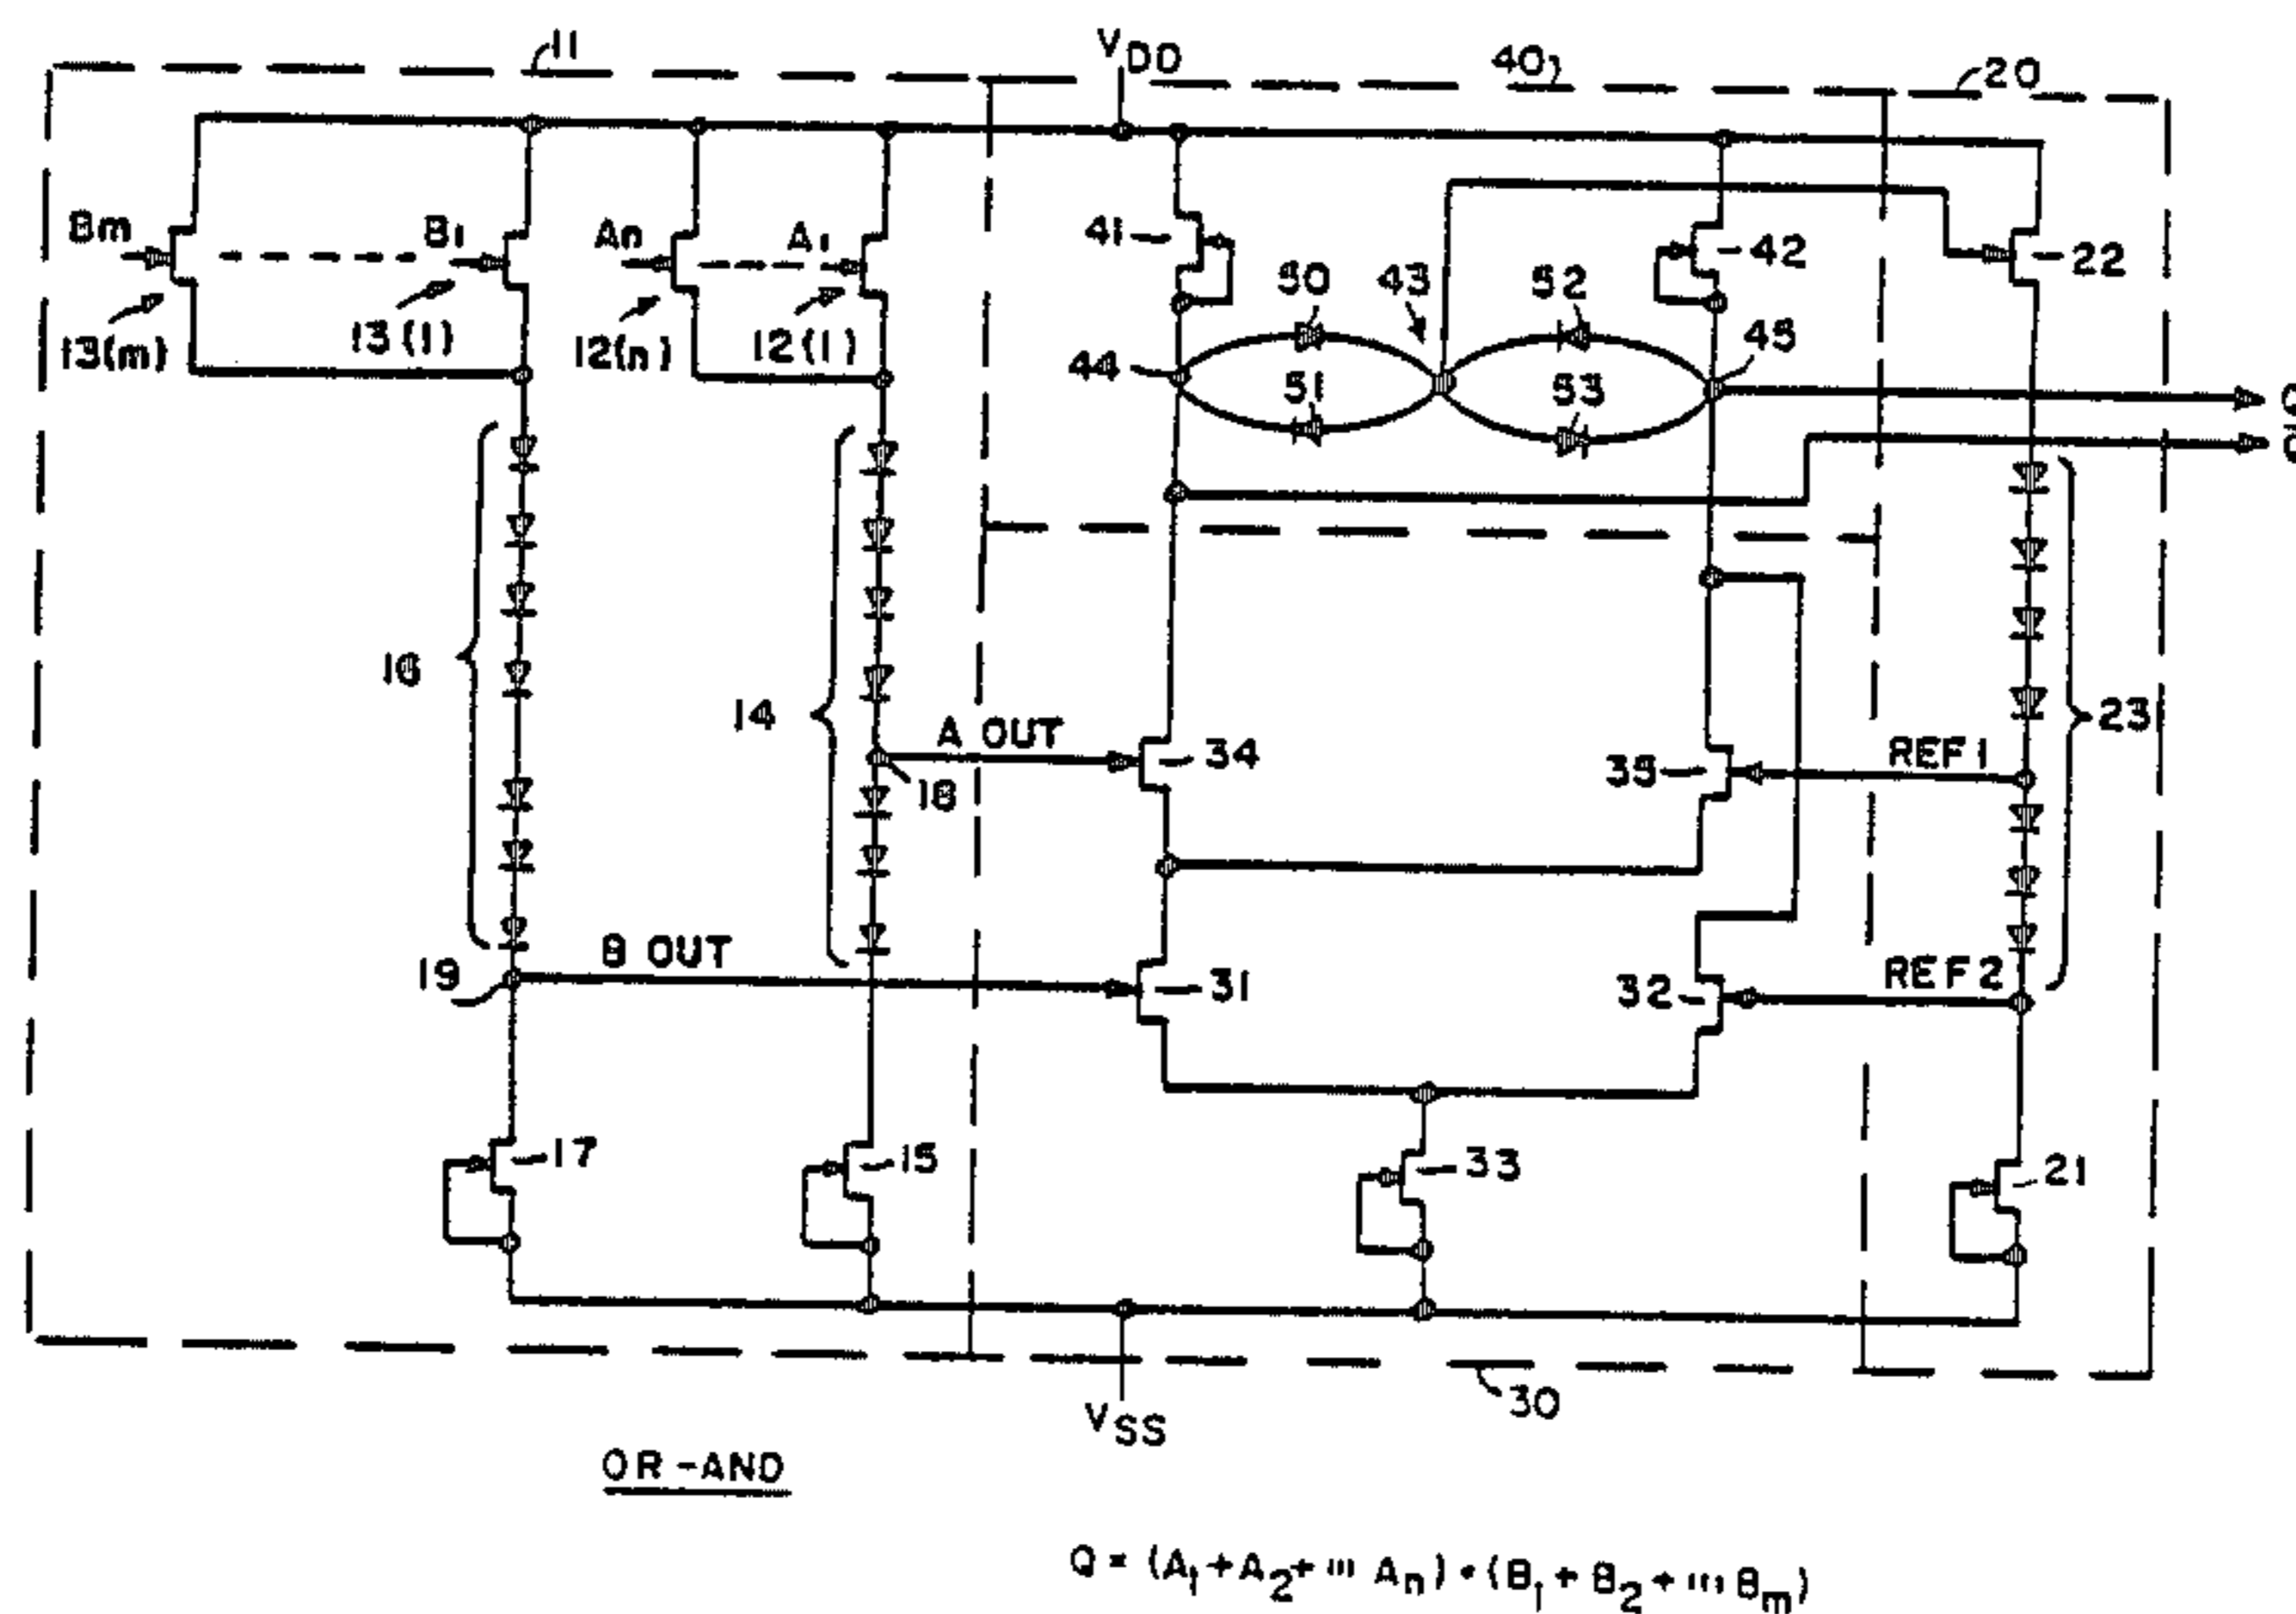 11
VDD
40
20
Bm
B1
An
A1
41
42
22
13(m)
13(1)
12(n)
12(1)
50
43
52
45
44
51
53
Q
16
14
A OUT
18
34
35
REF 1
23
19
B OUT
31
32
REF 2
17
15
33
21
VSS
30
OR-AND
Q = (A1 + A2 + ... An) • (B1 + B2 + ... Bm)